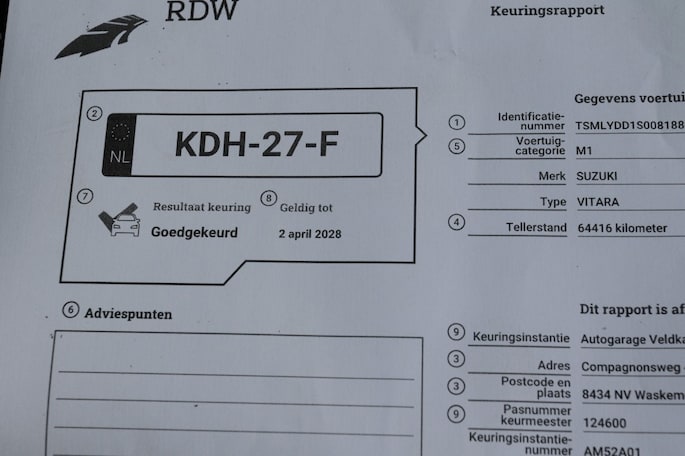 RDW
Keuringsrapport
2
NL
KDH-27-F
7
Resultaat keuring
Goedgekeurd
8
Geldig tot
2 april 2028
Gegevens voertui
1 Identificatie-
nummer TSMLYDD1S008188
5 Voertuig-
categorie M1
Merk SUZUKI
Type VITARA
4 Tellerstand 64416 kilometer
6 Adviespunten
Dit rapport is af
9 Keuringsinstantie Autogarage Veldka
3 Adres Compagnonsweg
3 Postcode en
plaats 8434 NV Waskem
9 Pasnummer
keurmeester 124600
Keuringsinstantie-
nummer AM52A01